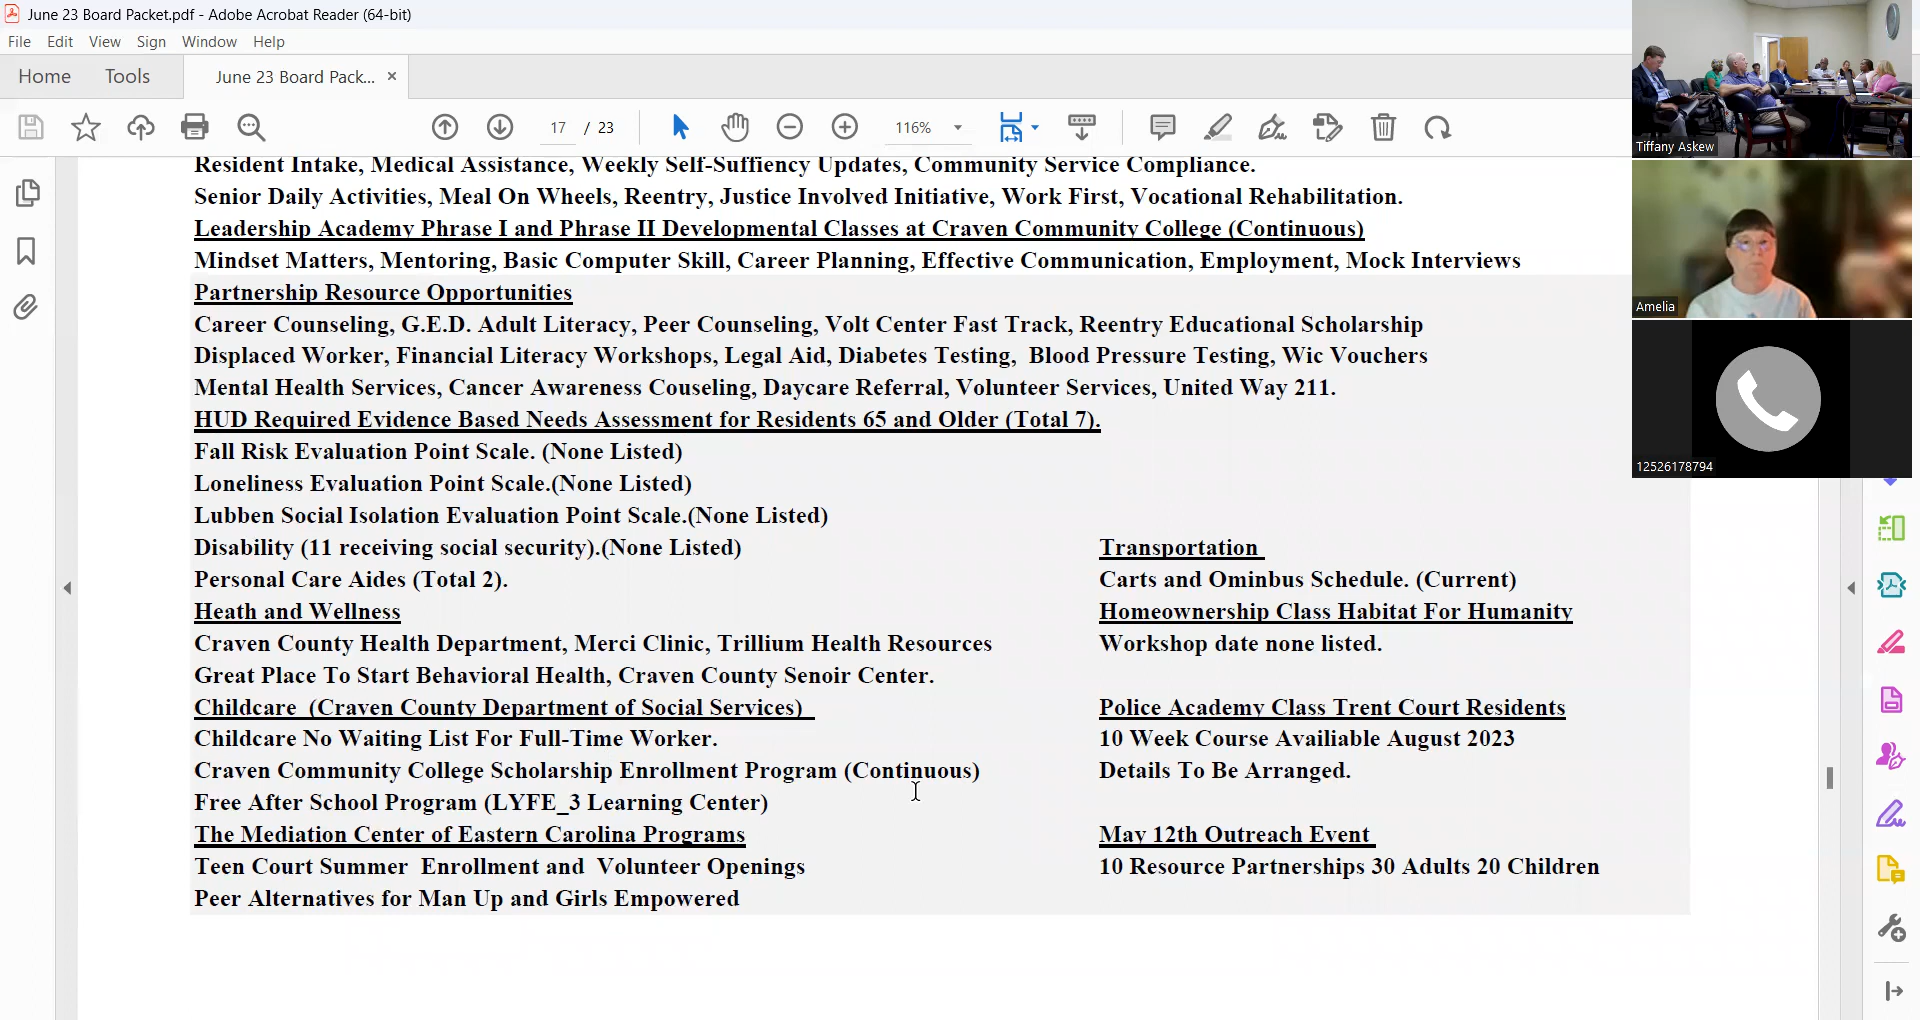 June 23 Board Packet.pdf - Adobe Acrobat Reader (64-bit)
File Edit View Sign Window Help
Home Tools June 23 Board Pack... ×
17 / 23 116%
Resident Intake, Medical Assistance, Weekly Self-Suffiency Updates, Community Service Compliance.
Senior Daily Activities, Meal On Wheels, Reentry, Justice Involved Initiative, Work First, Vocational Rehabilitation.
Leadership Academy Phrase I and Phrase II Developmental Classes at Craven Community College (Continuous)
Mindset Matters, Mentoring, Basic Computer Skill, Career Planning, Effective Communication, Employment, Mock Interviews
Partnership Resource Opportunities
Career Counseling, G.E.D. Adult Literacy, Peer Counseling, Volt Center Fast Track, Reentry Educational Scholarship
Displaced Worker, Financial Literacy Workshops, Legal Aid, Diabetes Testing, Blood Pressure Testing, Wic Vouchers
Mental Health Services, Cancer Awareness Couseling, Daycare Referral, Volunteer Services, United Way 211.
HUD Required Evidence Based Needs Assessment for Residents 65 and Older (Total 7).
Fall Risk Evaluation Point Scale. (None Listed)
Loneliness Evaluation Point Scale.(None Listed)
Lubben Social Isolation Evaluation Point Scale.(None Listed)
Disability (11 receiving social security).(None Listed)
Personal Care Aides (Total 2).
Heath and Wellness
Craven County Health Department, Merci Clinic, Trillium Health Resources
Great Place To Start Behavioral Health, Craven County Senoir Center.
Childcare (Craven County Department of Social Services)
Childcare No Waiting List For Full-Time Worker.
Craven Community College Scholarship Enrollment Program (Continuous)
Free After School Program (LYFE_3 Learning Center)
The Mediation Center of Eastern Carolina Programs
Teen Court Summer Enrollment and Volunteer Openings
Peer Alternatives for Man Up and Girls Empowered
Transportation
Carts and Ominbus Schedule. (Current)
Homeownership Class Habitat For Humanity
Workshop date none listed.
Police Academy Class Trent Court Residents
10 Week Course Availiable August 2023
Details To Be Arranged.
May 12th Outreach Event
10 Resource Partnerships 30 Adults 20 Children
Tiffany Askew
Amelia
12526178794